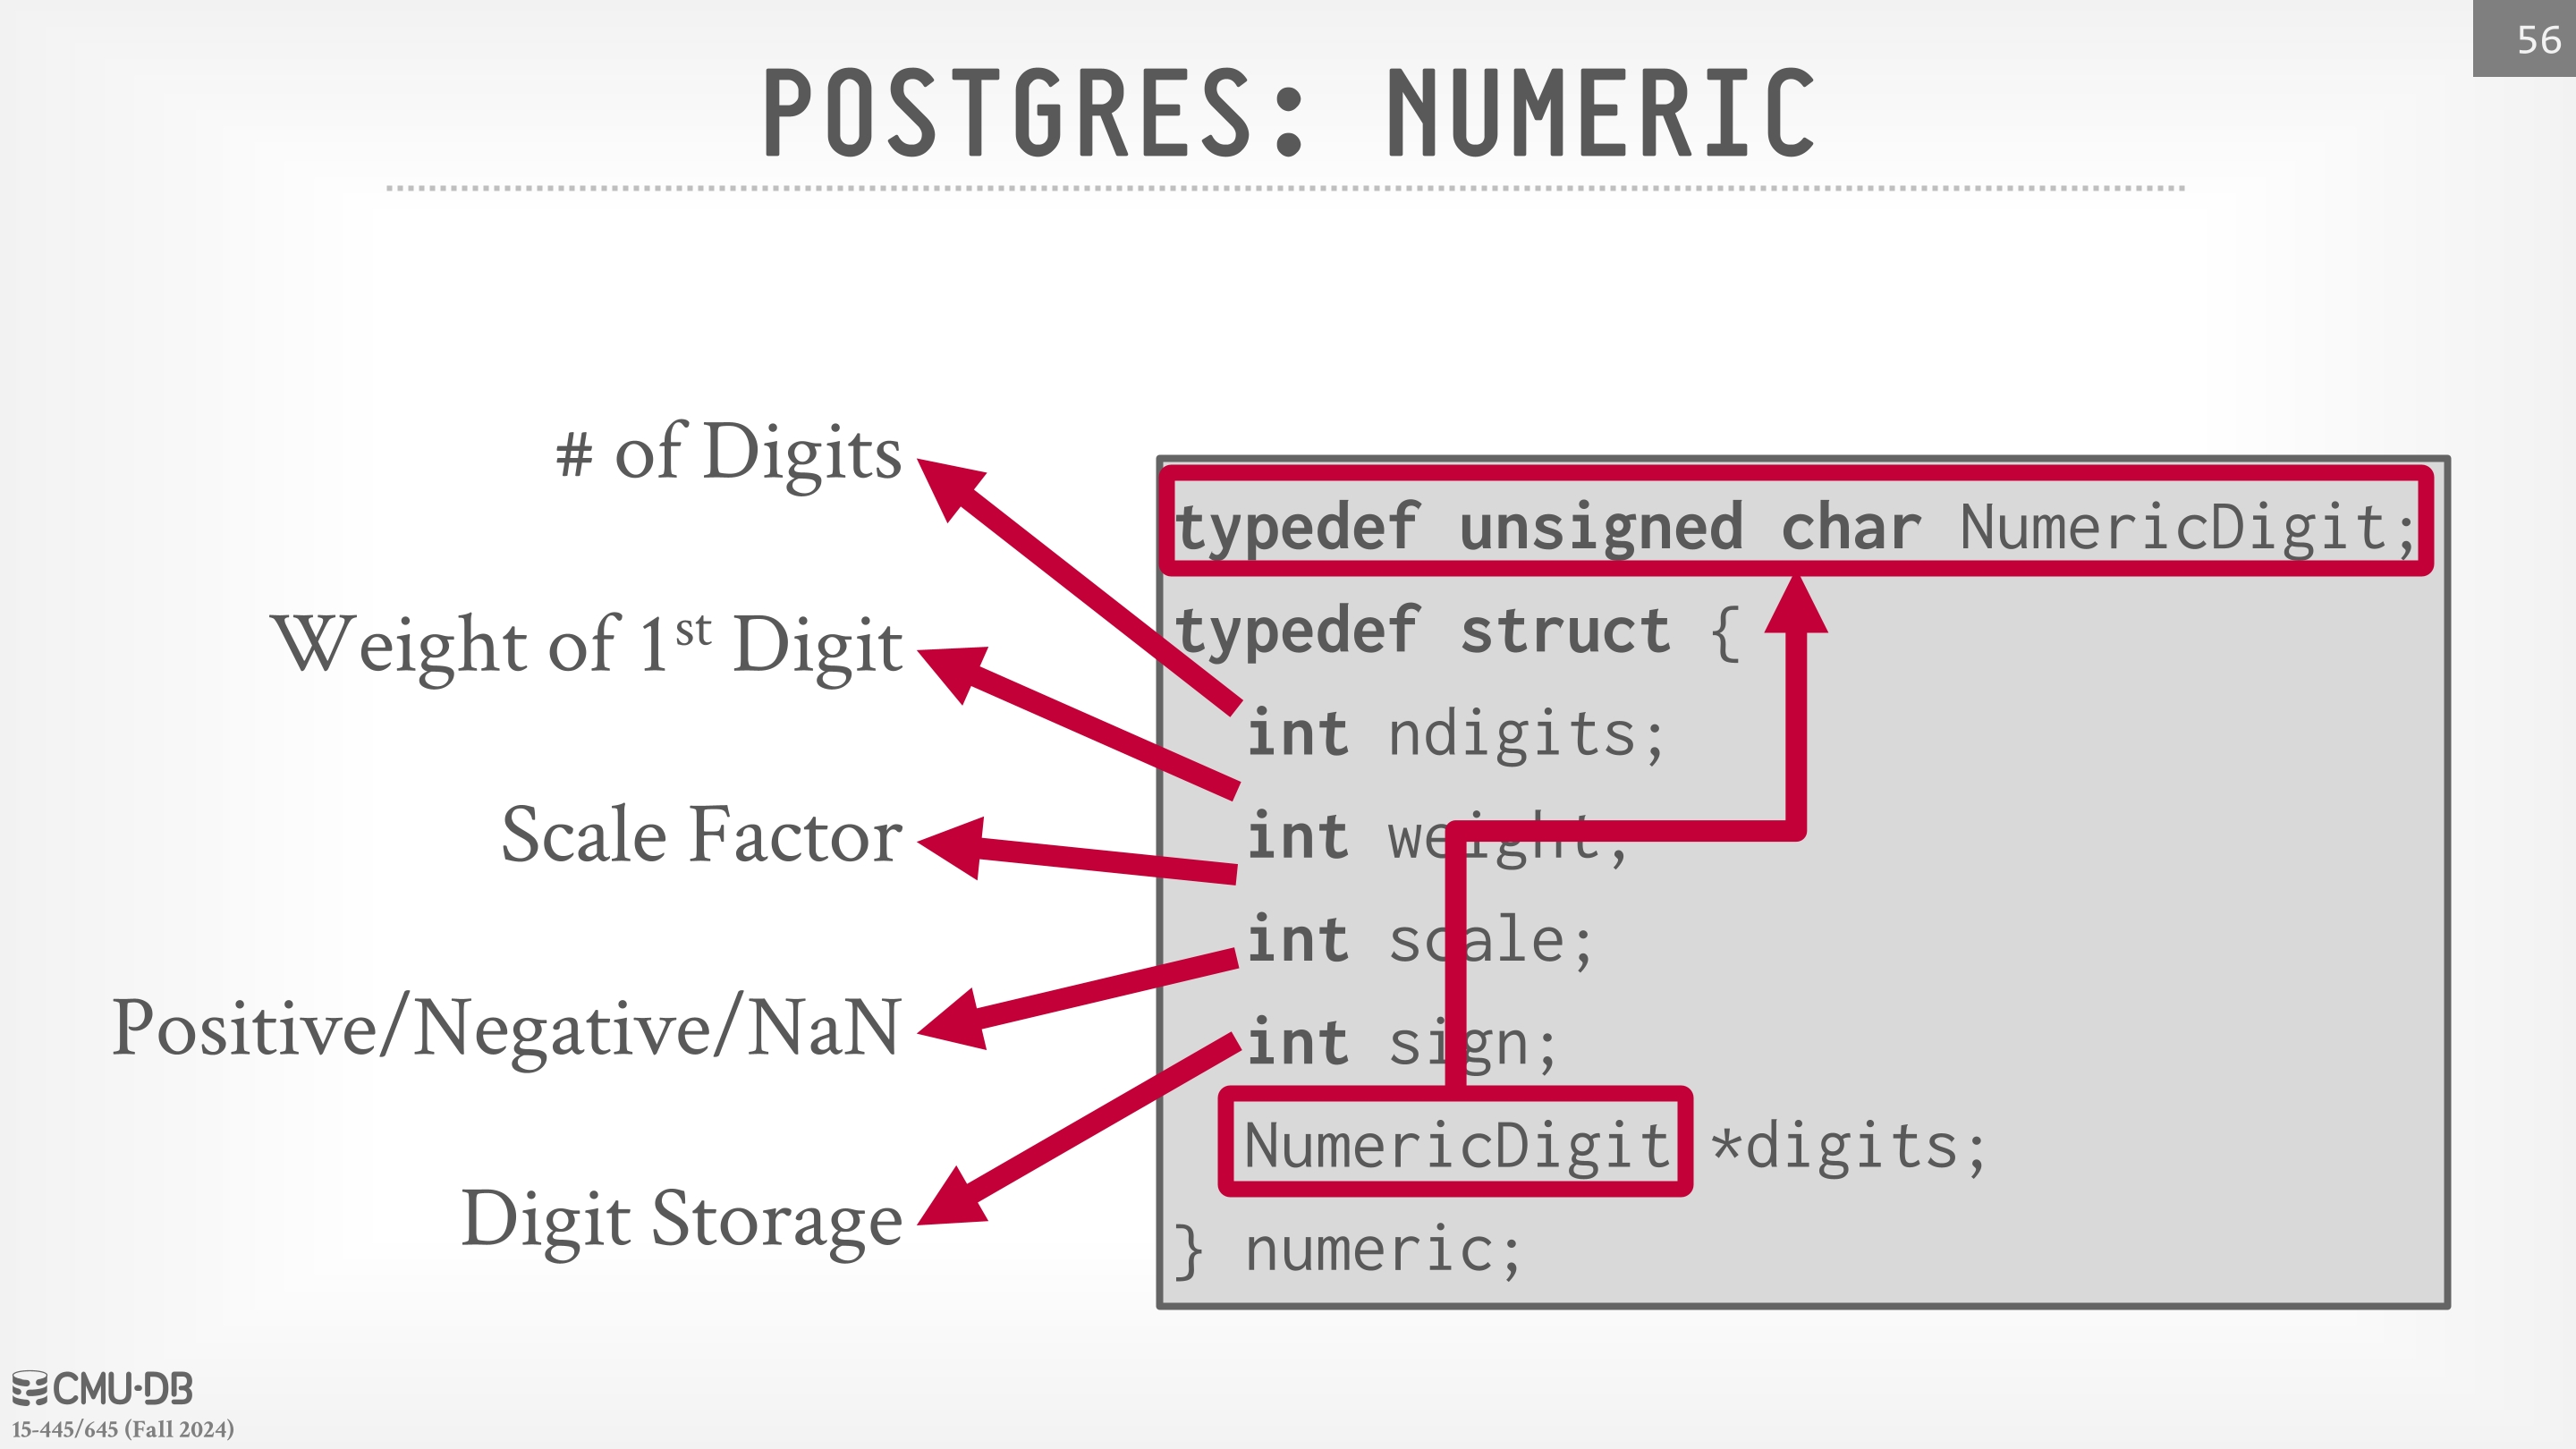 56
POSTGRES: NUMERIC
# of Digits
Weight of 1st Digit
Scale Factor
Positive/Negative/NaN
Digit Storage
typedef unsigned char NumericDigit;
typedef struct {
int ndigits;
int weight;
int scale;
int sign;
NumericDigit *digits;
} numeric;
CMU·DB
15-445/645 (Fall 2024)